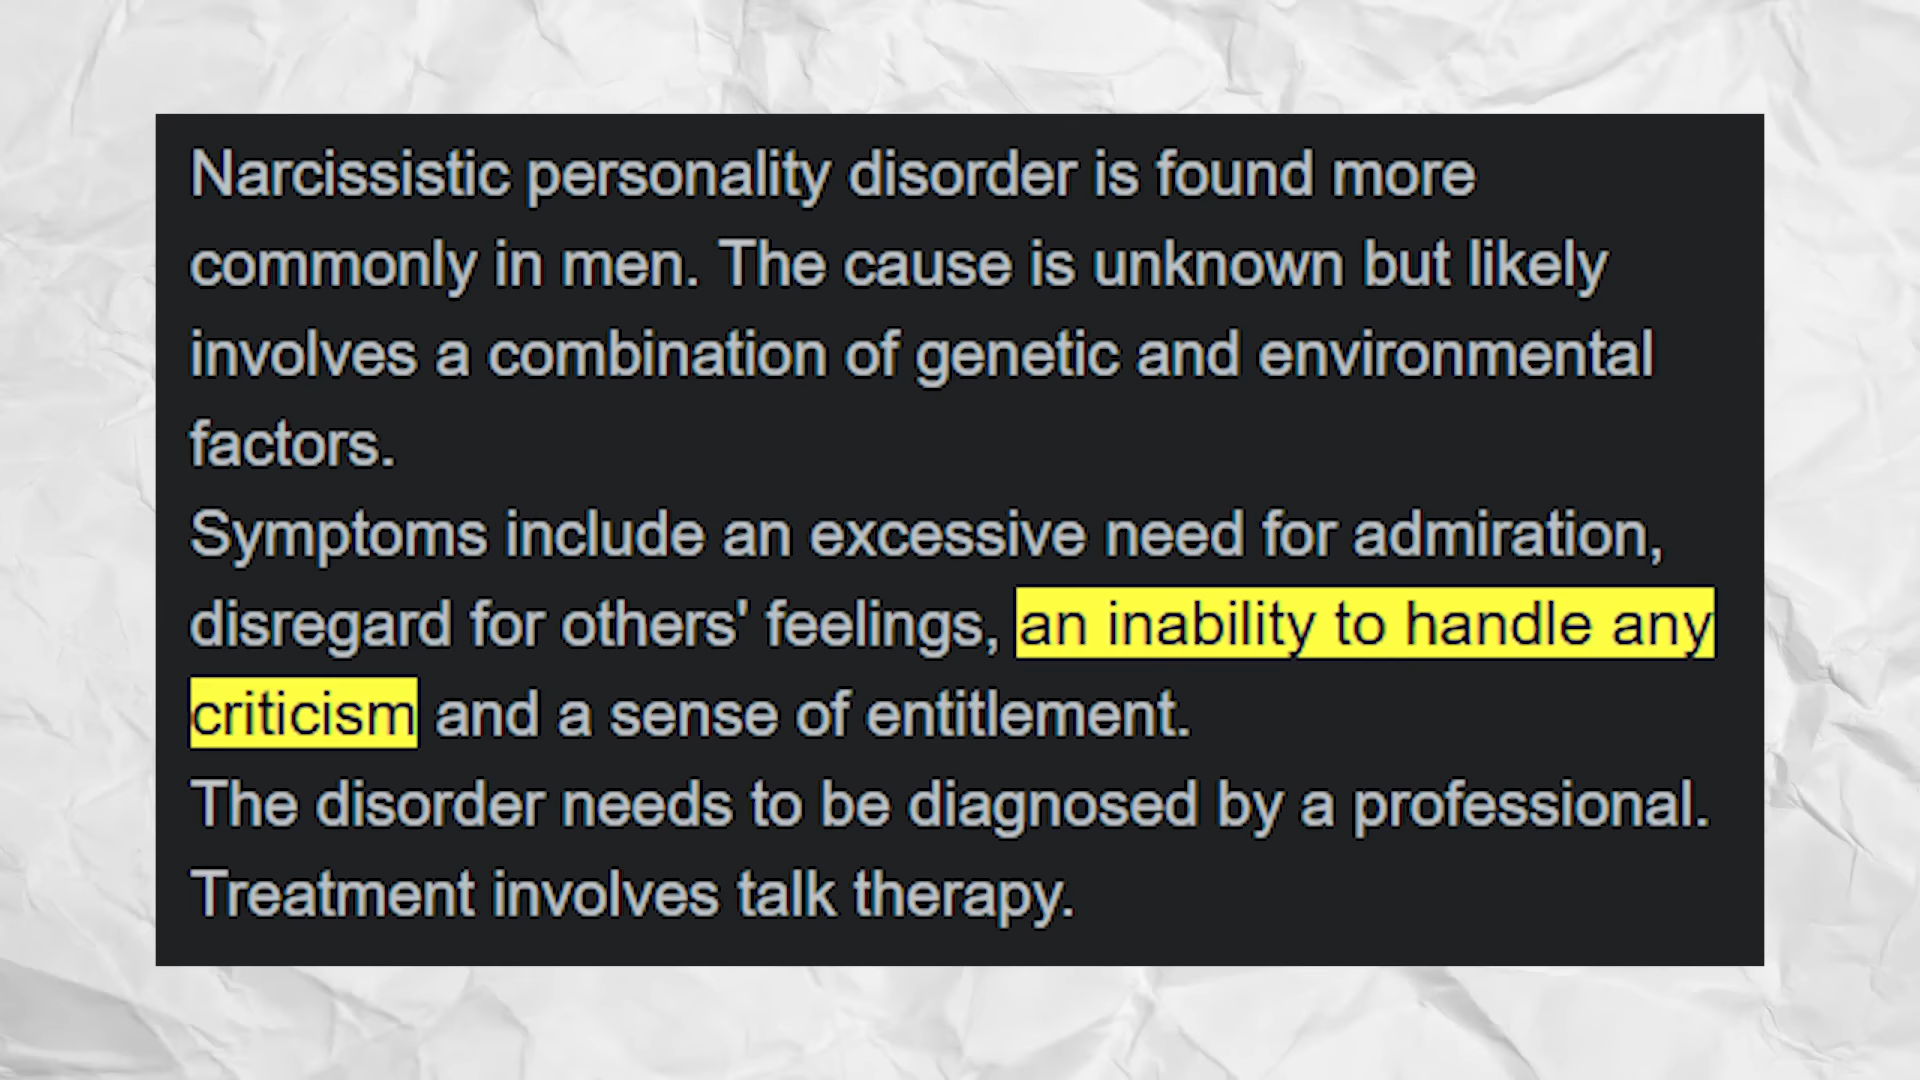 Narcissistic personality disorder is found more
commonly in men. The cause is unknown but likely
involves a combination of genetic and environmental
factors.
Symptoms include an excessive need for admiration,
disregard for others' feelings, an inability to handle any
criticism and a sense of entitlement.
The disorder needs to be diagnosed by a professional.
Treatment involves talk therapy.